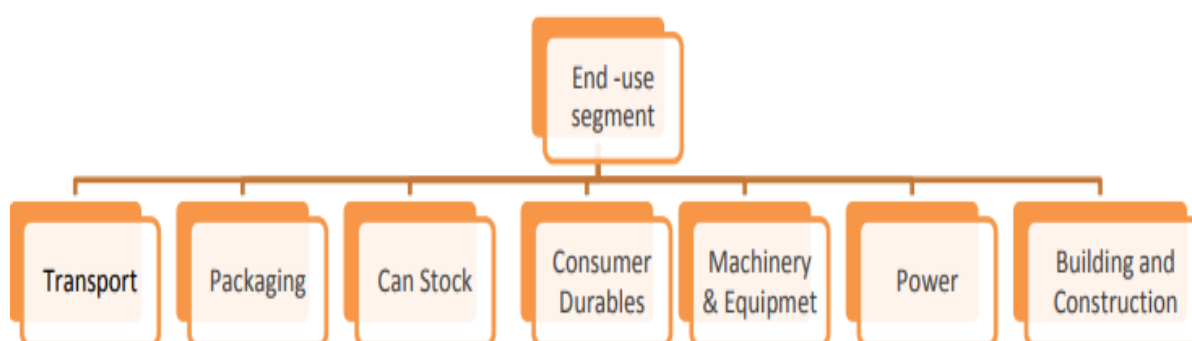 End -use
segment
Transport
Packaging
Can Stock
Consumer
Durables
Machinery
& Equipmet
Power
Building and
Construction